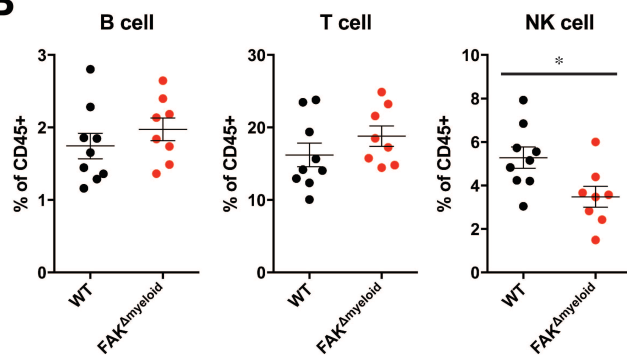 B
B cell
% of CD45+
3
2
1
0
WT
FAKΔmyeloid
T cell
% of CD45+
30
20
10
0
WT
FAKΔmyeloid
NK cell
*
% of CD45+
10
8
6
4
2
0
WT
FAKΔmyeloid